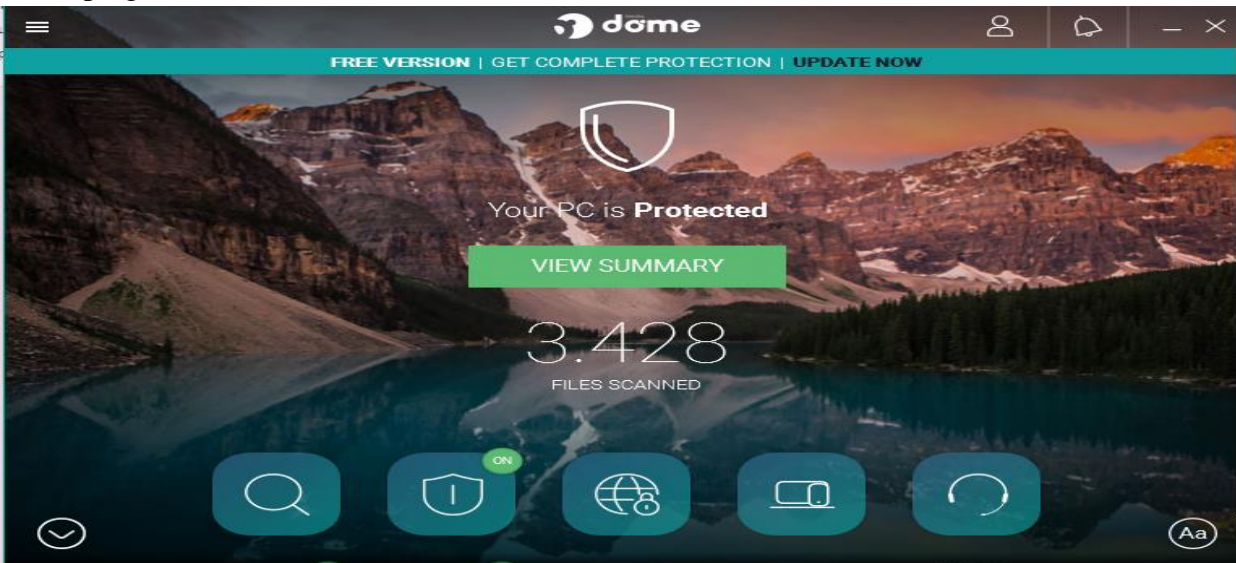 dome
FREE VERSION | GET COMPLETE PROTECTION | UPDATE NOW
Your PC is Protected
VIEW SUMMARY
3.428
FILES SCANNED
ON
Aa